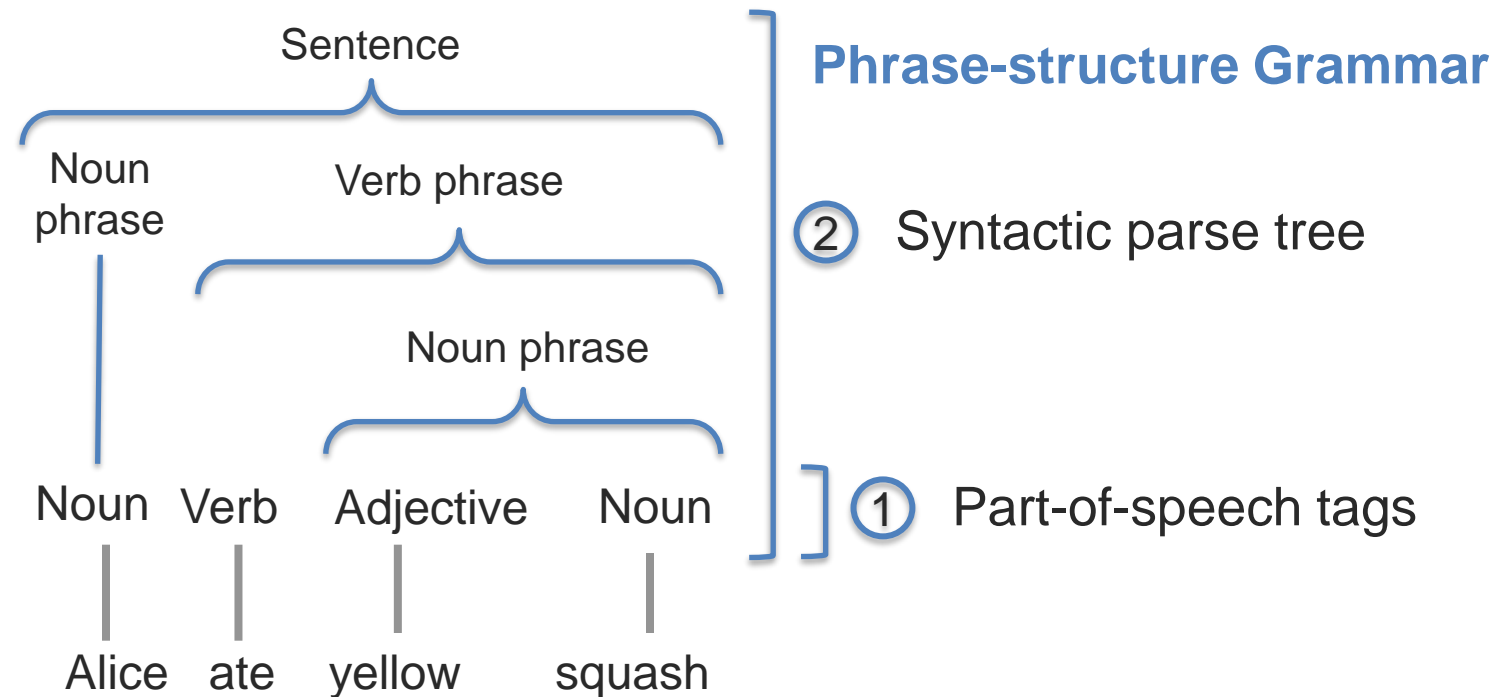 Sentence
Phrase-structure Grammar
Noun
phrase
Verb phrase
2 Syntactic parse tree
Noun phrase
Noun Verb Adjective Noun
1 Part-of-speech tags
Alice ate yellow squash